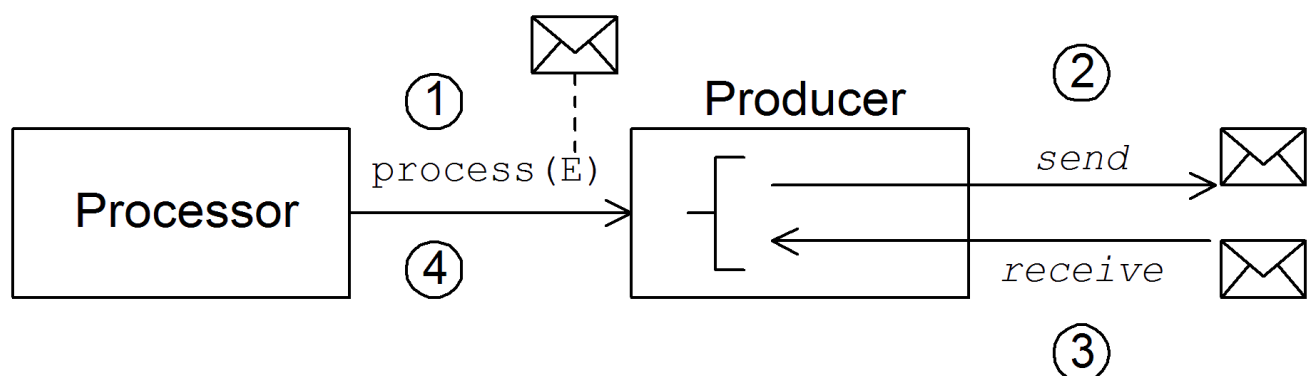 1
2
Producer
process(E)
send
Processor
4
receive
3